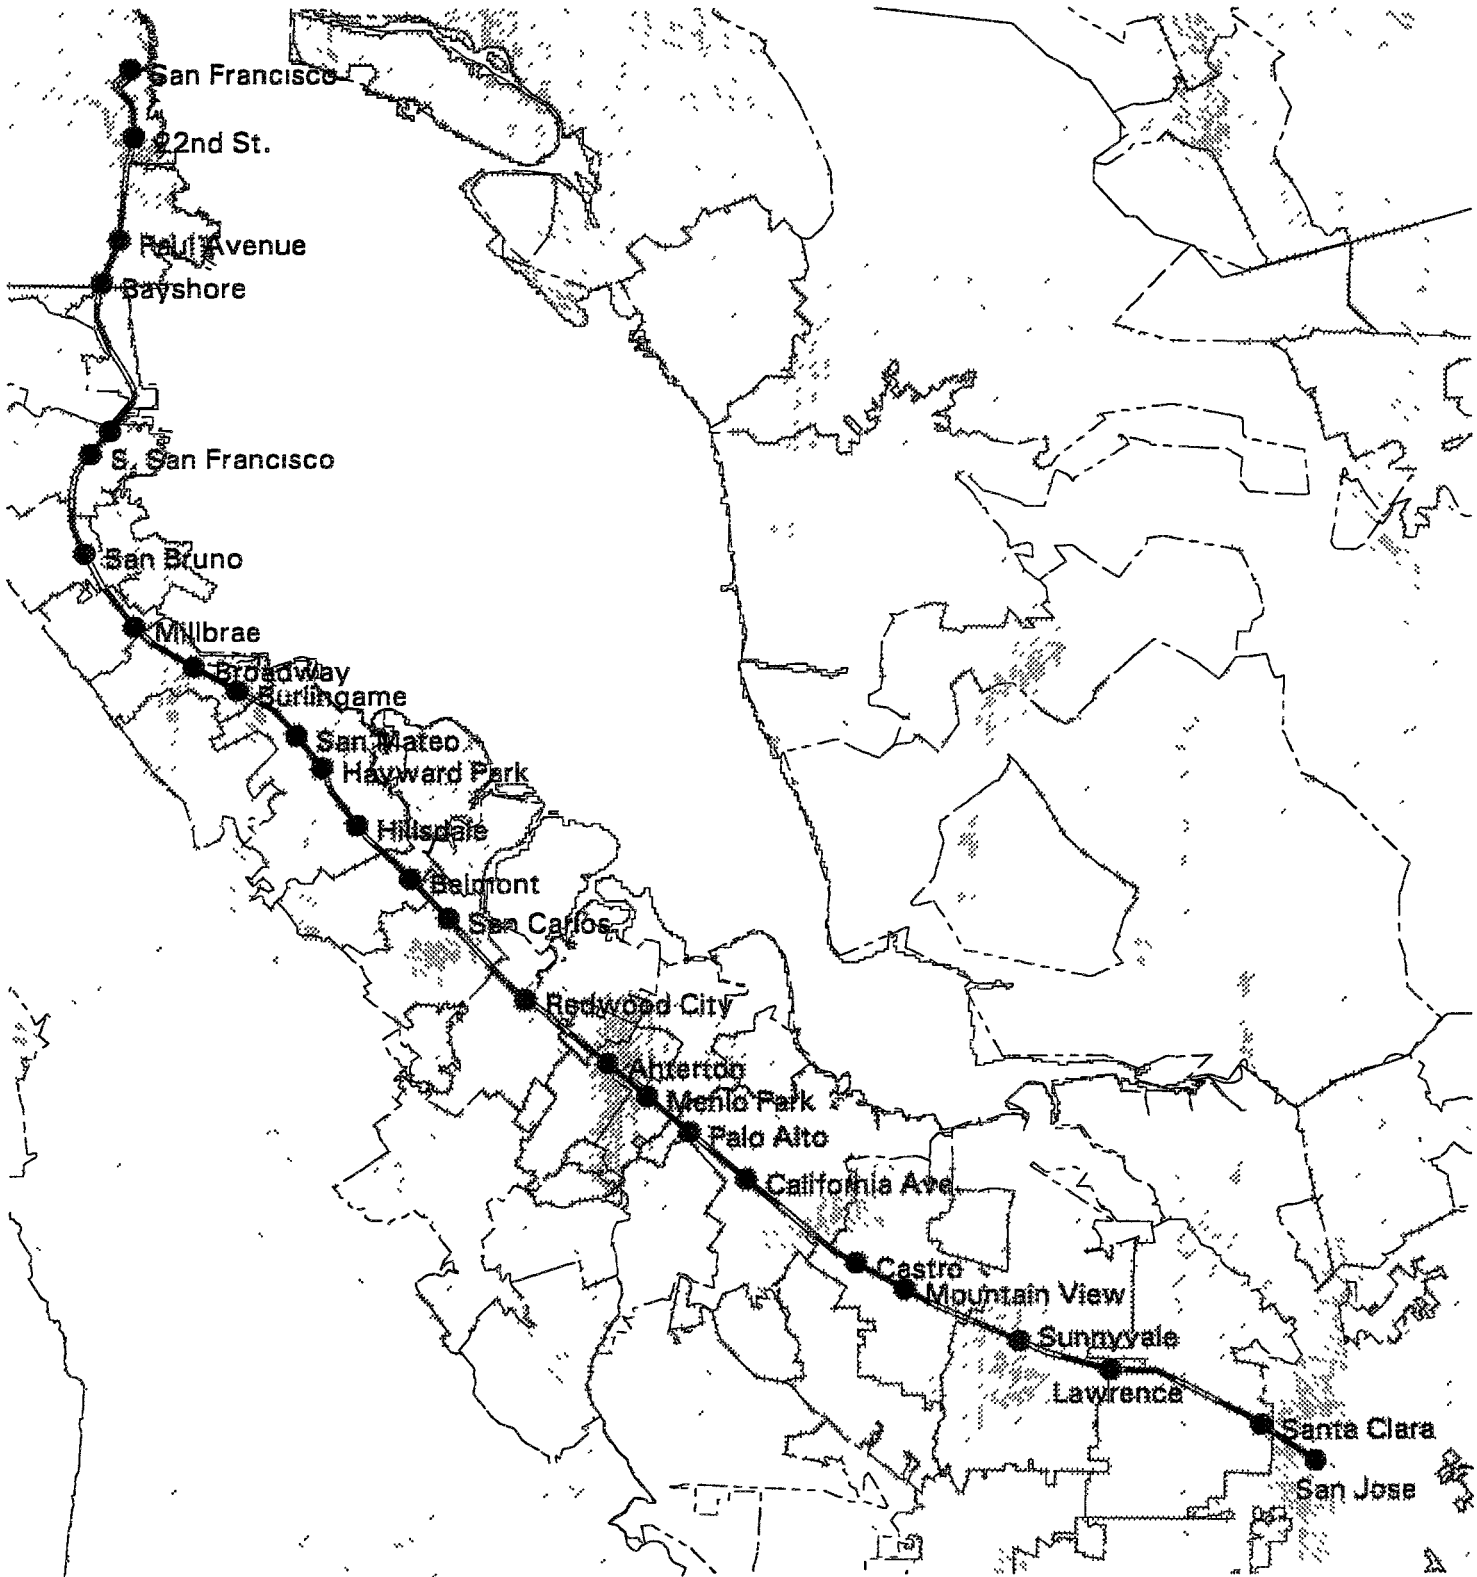 San Francisco
22nd St.
Paul Avenue
Bayshore
S. San Francisco
San Bruno
Millbrae
Broadway
Burlingame
San Mateo
Hayward Park
Hillsdale
Belmont
San Carlos
Redwood City
Atherton
Menlo Park
Palo Alto
California Ave.
Castro
Mountain View
Sunnyvale
Lawrence
Santa Clara
San Jose